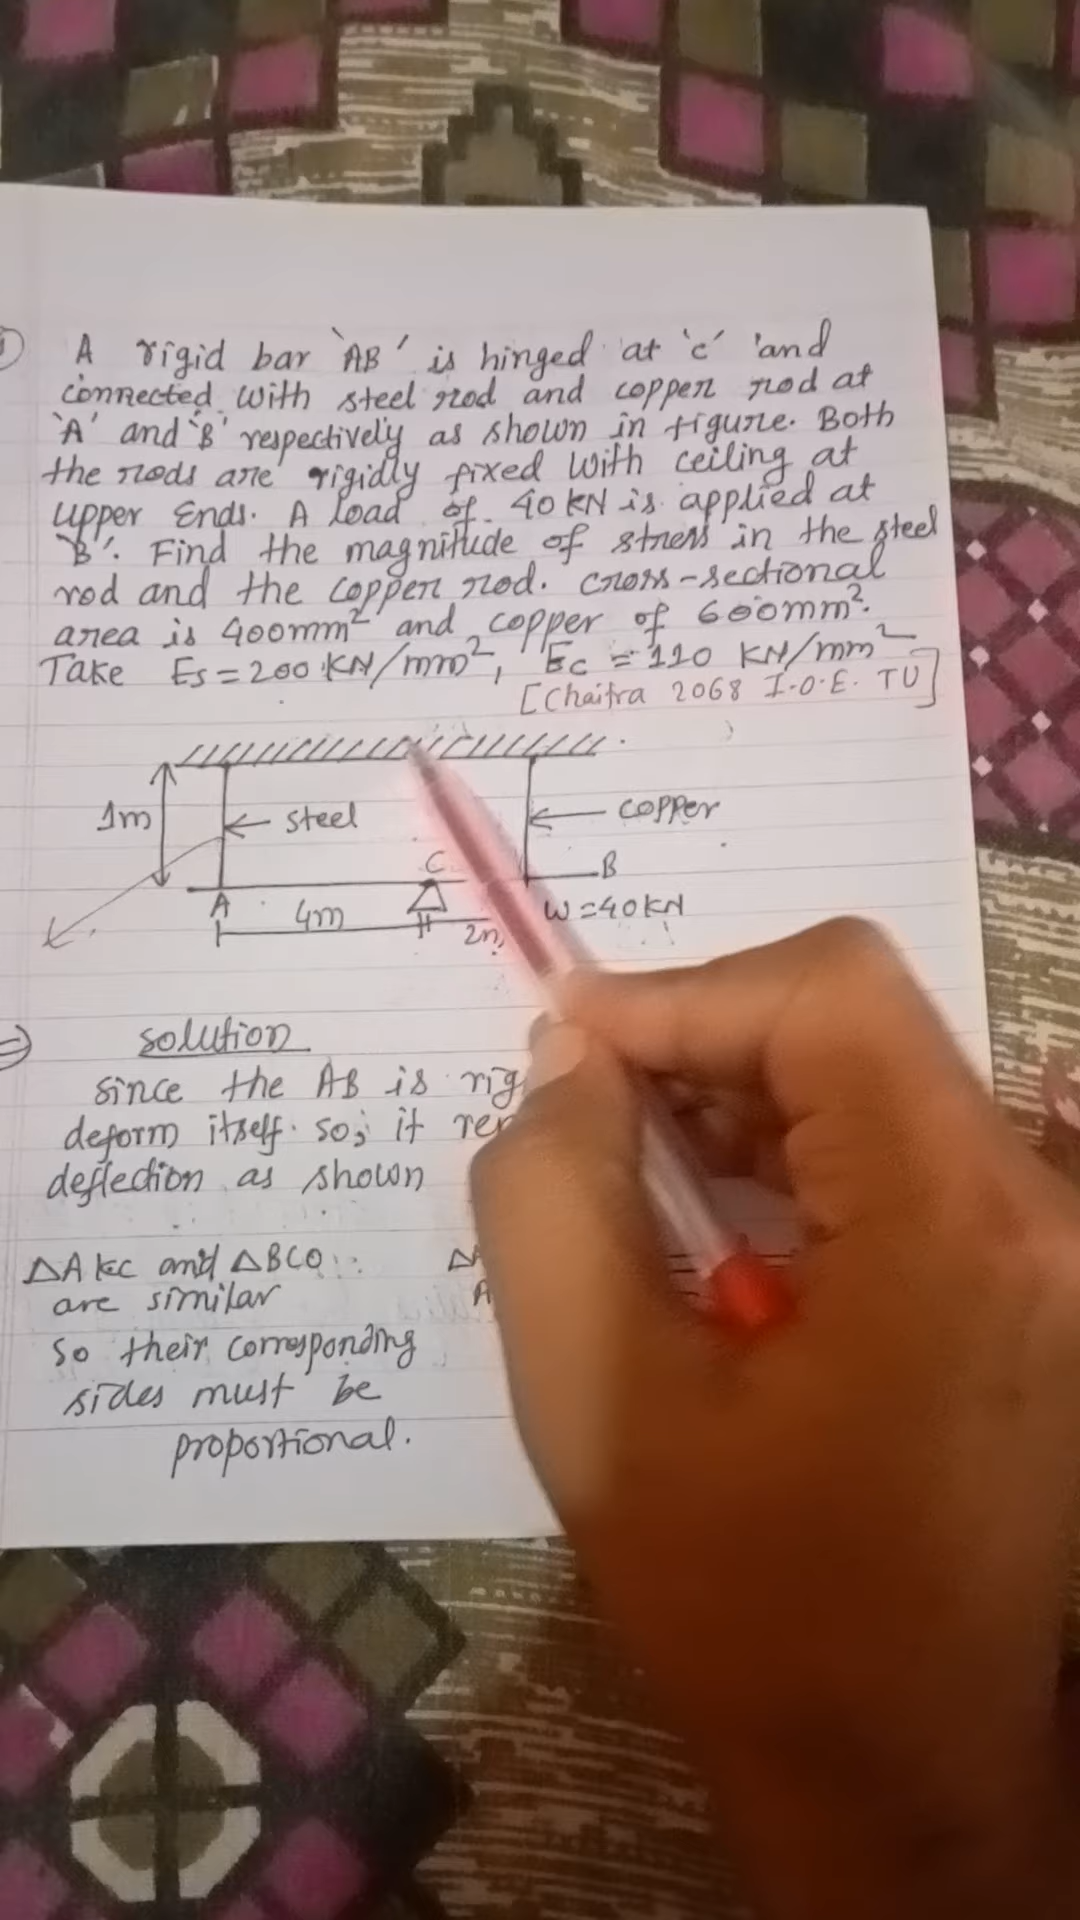 A rigid bar `AB' is hinged at 'c' 'and
connected with steel rod and copper rod at
`A' and `B' respectively as shown in figure. Both
the rods are rigidly fixed with ceiling at
upper Ends. A load of 40 KN is applied at
`B'. Find the magnitude of stress in the steel
rod and the copper rod. cross-sectional
area is 400mm² and copper of 600mm².
Take Es = 200 KN/mm², Ec = 110 KN/mm²
[Chaitra 2068 I.O.E. TU]
1m
steel
copper
C
B
A
4m
2m
W = 40KN
=> solution
since the AB is rig
deform itself. so; it
deflection as shown
ΔAKC and ΔBCO
are similar
so their corresponding
sides must be
proportional.